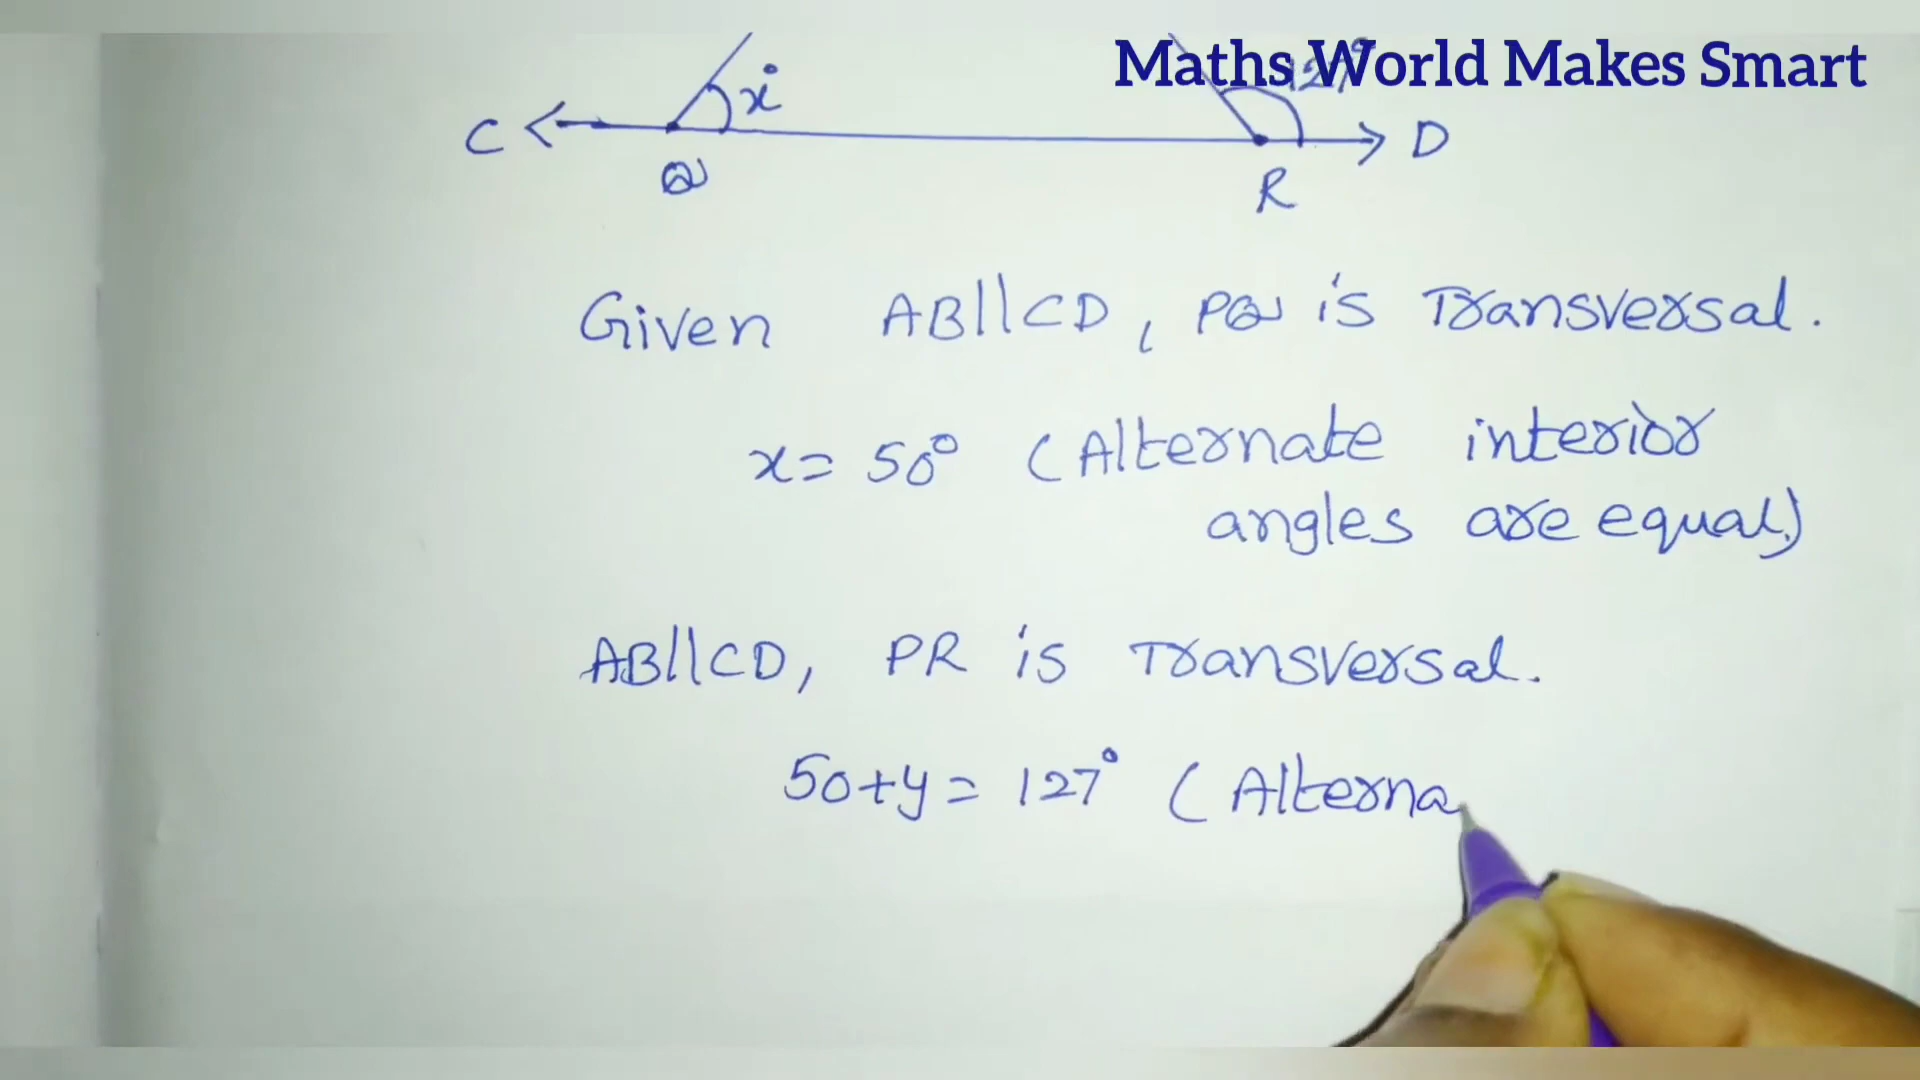 Maths World Makes Smart
x° 127°
C D
Q R
Given AB||CD, PQ is Transversal.
x = 50° (Alternate interior
angles are equal)
AB||CD, PR is Transversal.
50+y = 127° (Alterna